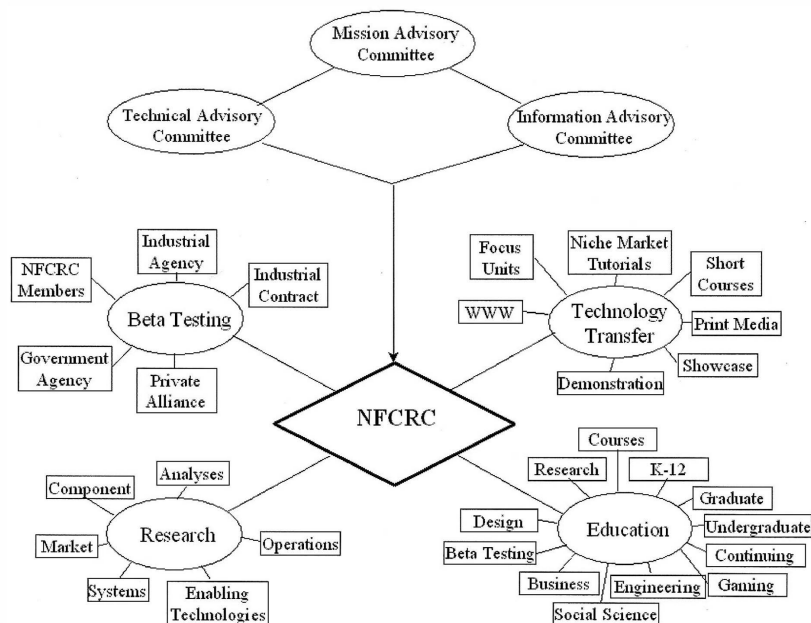 Mission Advisory
Committee
Technical Advisory
Committee
Information Advisory
Committee
Industrial
Agency
NFCRC
Members
Industrial
Contract
Beta Testing
Government
Agency
Private
Alliance
Focus
Units
Niche Market
Tutorials
Short
Courses
WWW
Technology
Transfer
Print Media
Demonstration
Showcase
NFCRC
Analyses
Component
Research
Market
Operations
Systems
Enabling
Technologies
Courses
Research
K-12
Graduate
Design
Education
Undergraduate
Beta Testing
Continuing
Business
Engineering
Gaming
Social Science